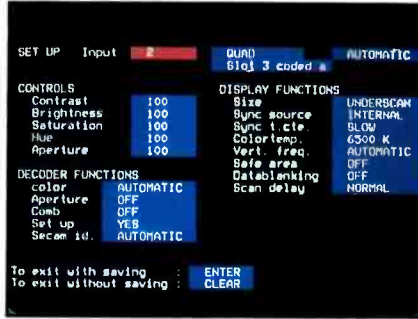 SET UP Input 2 QUAD AUTOMATIC
Slot 3 coded a
CONTROLS
Contrast 100
Brightness 100
Saturation 100
Hue 100
Aperture 100
DECODER FUNCTIONS
color AUTOMATIC
Aperture OFF
Comb OFF
Set up YES
Secam id. AUTOMATIC
DISPLAY FUNCTIONS
Size UNDERSCAN
Sync source INTERNAL
Sync t.cte. SLOW
Colortemp. 6500 K
Vert. freq. AUTOMATIC
Safe area OFF
Datablanking OFF
Scan delay NORMAL
To exit with saving : ENTER
To exit without saving : CLEAR